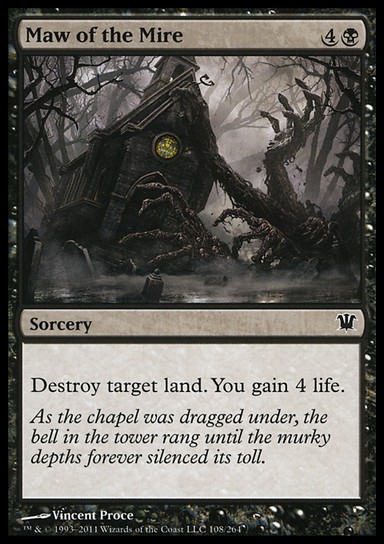 Maw of the Mire 4
Sorcery
Destroy target land. You gain 4 life.
As the chapel was dragged under, the
bell in the tower rang until the murky
depths forever silenced its toll.
Vincent Proce
™ & © 1993–2011 Wizards of the Coast LLC 108/264